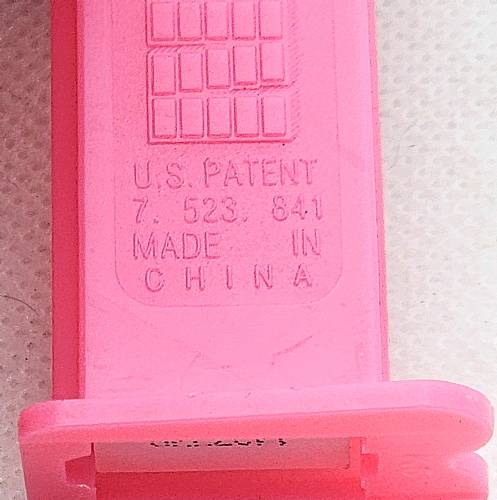 U.S. PATENT
7. 523. 841
MADE IN
CHINA